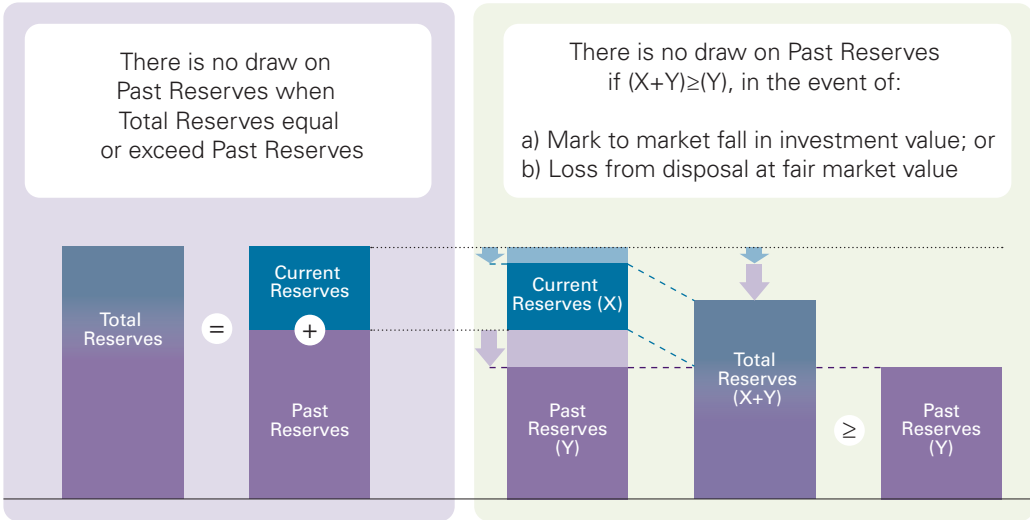 There is no draw on
Past Reserves when
Total Reserves equal
or exceed Past Reserves
Total
Reserves
=
Current
Reserves
+
Past
Reserves
There is no draw on Past Reserves
if (X+Y)≥(Y), in the event of:
a) Mark to market fall in investment value; or
b) Loss from disposal at fair market value
Current
Reserves (X)
Past
Reserves
(Y)
Total
Reserves
(X+Y)
≥
Past
Reserves
(Y)